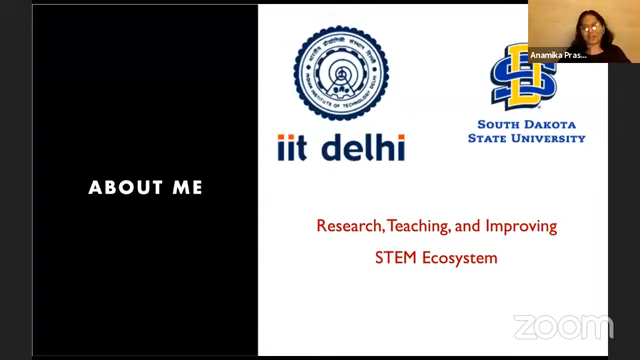 Anamika Pras...
iit delhi
SOUTH DAKOTA
STATE UNIVERSITY
ABOUT ME
Research, Teaching, and Improving
STEM Ecosystem
zoom